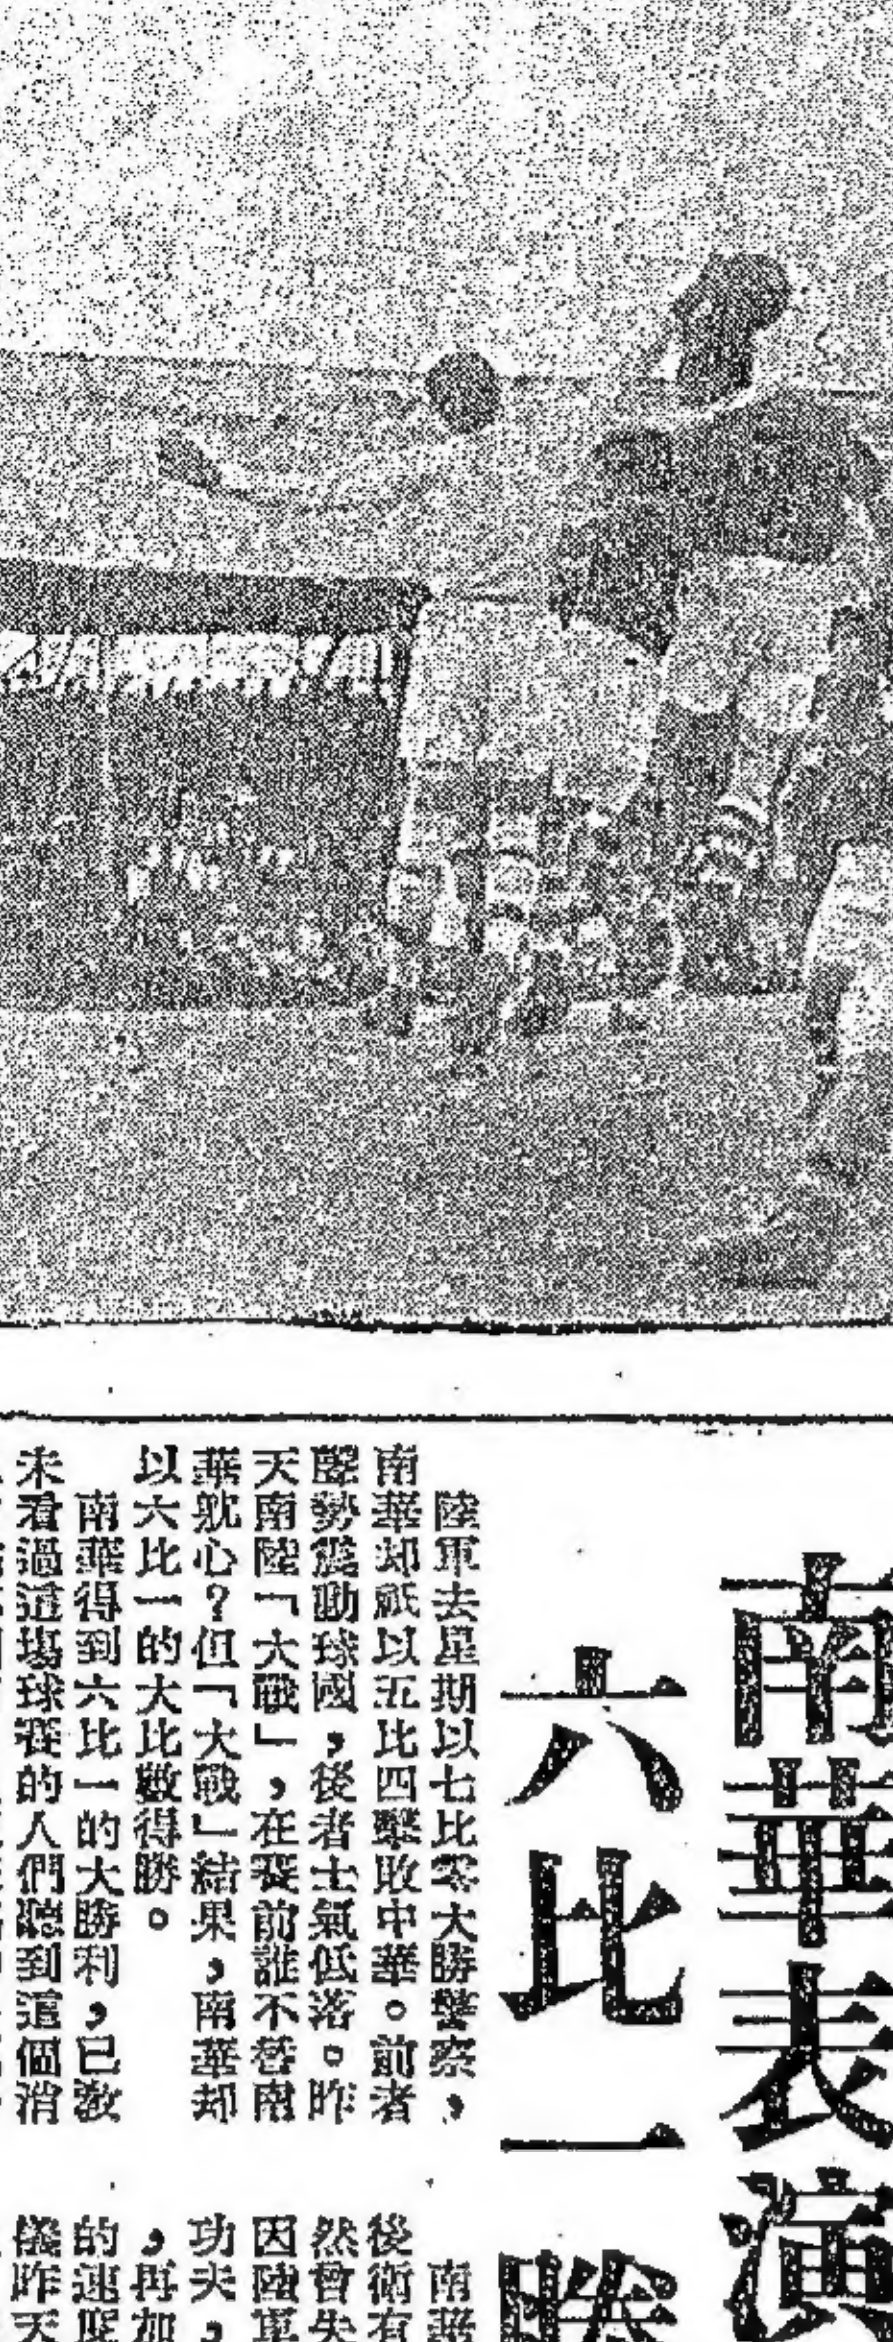 南華表演
六比一勝
陸軍去星期以七比零大勝警察，
南華却祇以五比四擊敗中華。前者
聲勢震動球國，後者士氣低落。昨
天南陸「大戰」，在賽前誰不替南
華躭心？但「大戰」結果，南華却
以六比一的大比數得勝。
南華得到六比一的大勝利，已教
未看過這塲球賽的人們聽到這個消
南華
後衛有
然曾失
因陸軍
功夫，
，再加
的速度
儀昨天